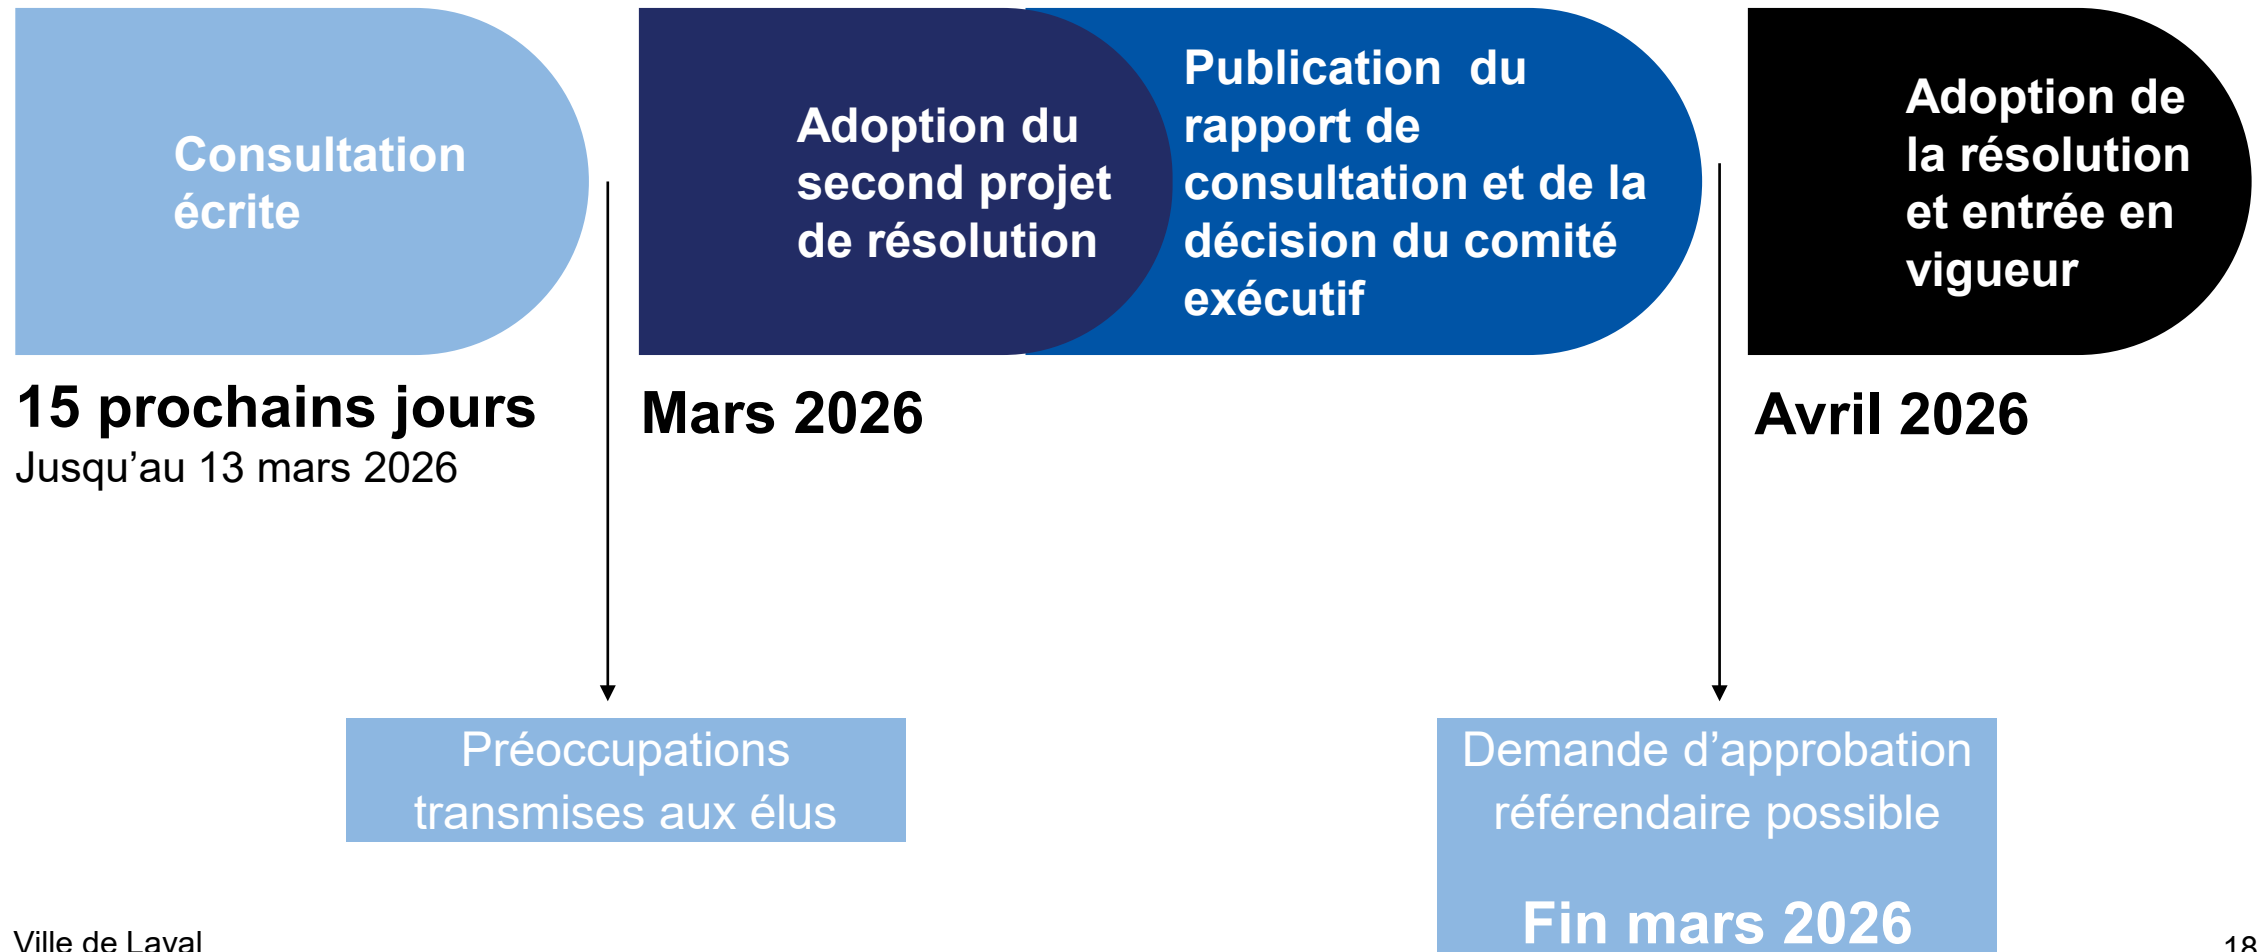 Consultation
écrite
Adoption du
second projet
de résolution
Publication  du
rapport de
consultation et de la
décision du comité
exécutif
Adoption de
la résolution
et entrée en
vigueur
15 prochains jours
Jusqu’au 13 mars 2026
Mars 2026
Avril 2026
Préoccupations
transmises aux élus
Demande d’approbation
référendaire possible
Fin mars 2026
Ville de Laval
18